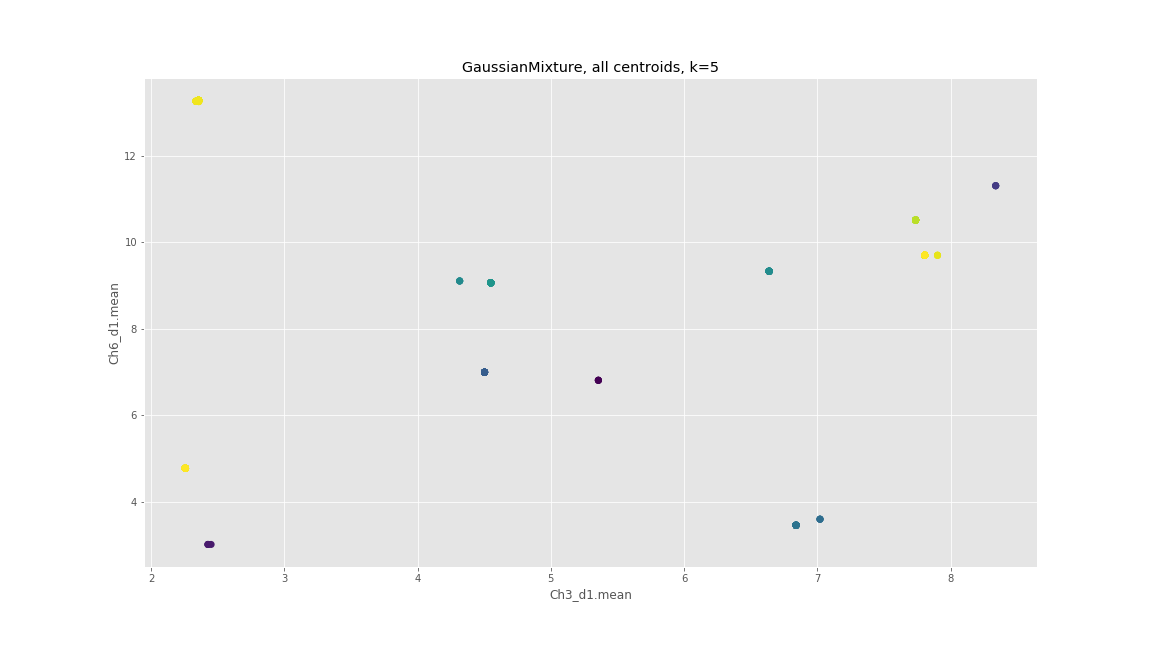 GaussianMixture, all centroids, k=5
12
10
8
6
4
Ch6_d1.mean
2 3 4 5 6 7 8
Ch3_d1.mean